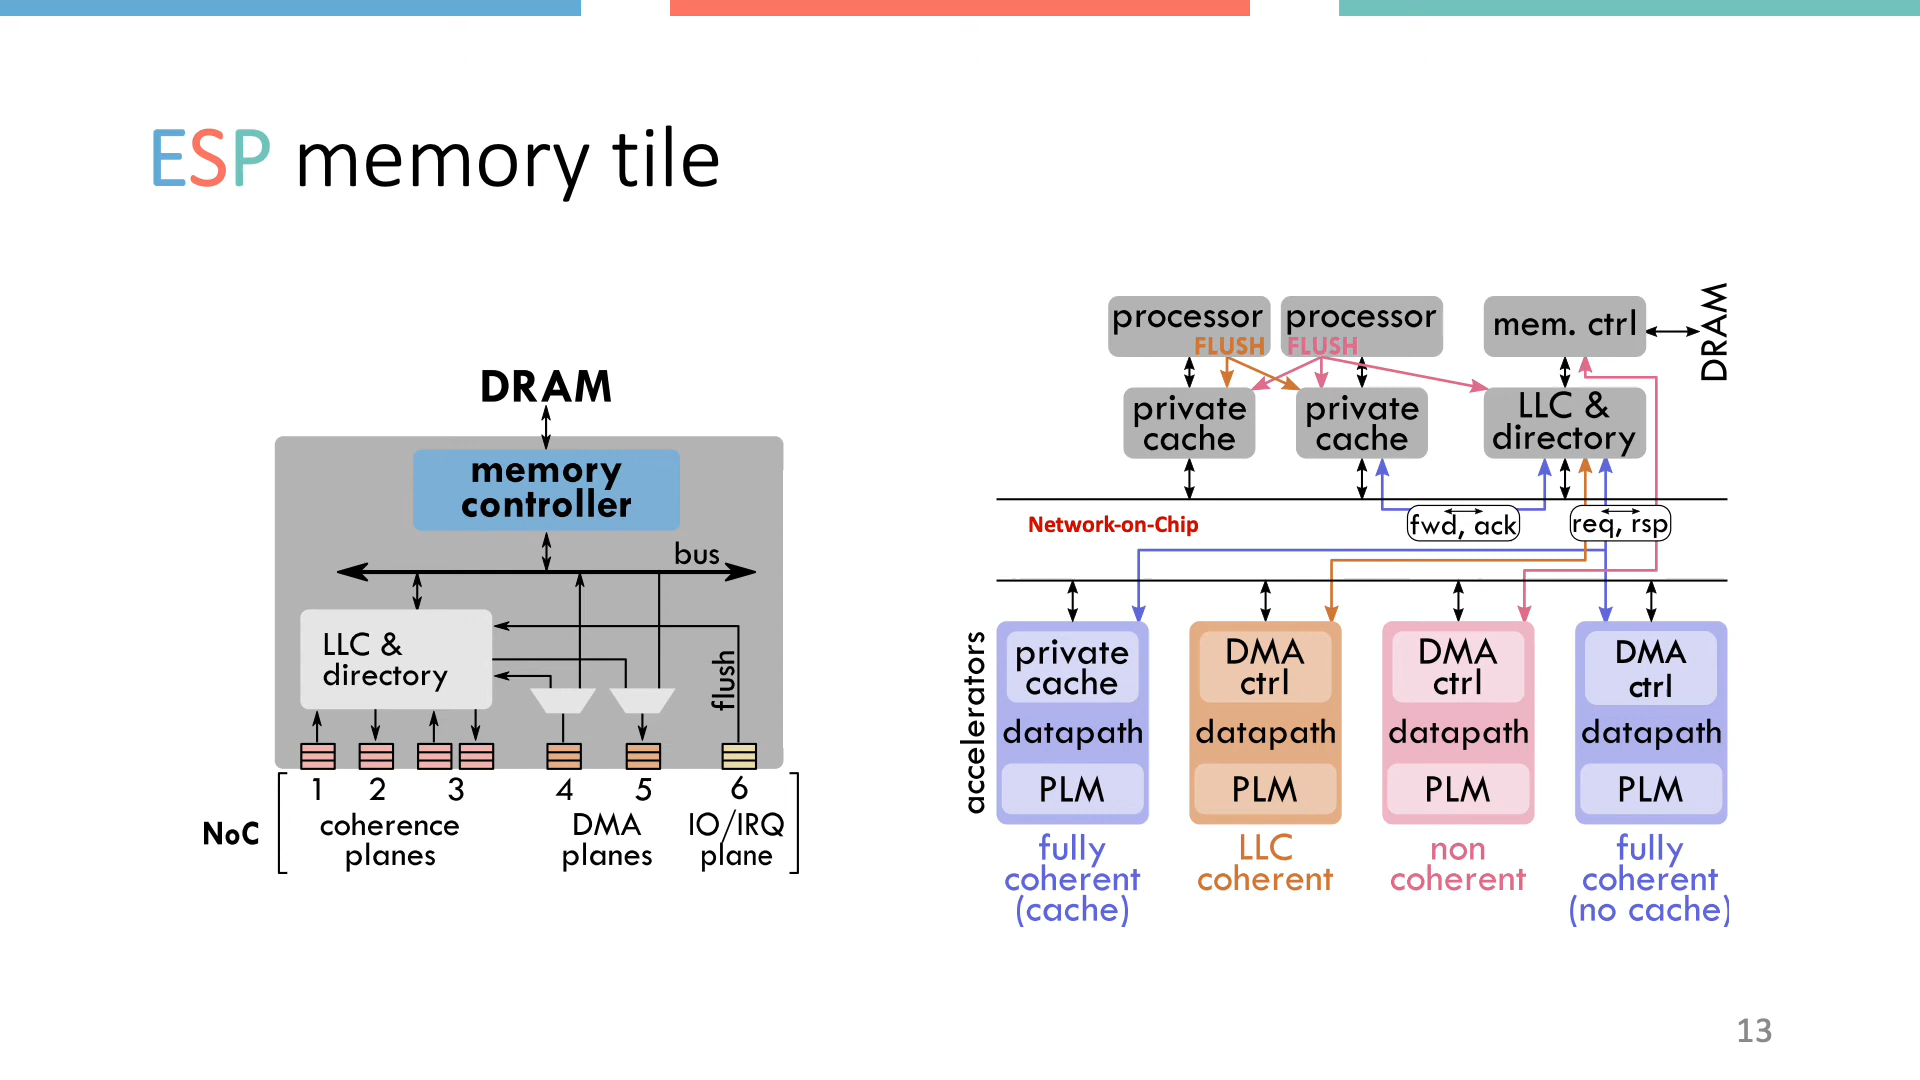 ESP memory tile
DRAM
memory
controller
bus
LLC &
directory
flush
1 2 3 4 5 6
NoC
coherence
planes
DMA
planes
IO/IRQ
plane
processor
FLUSH
processor
FLUSH
mem. ctrl
DRAM
private
cache
private
cache
LLC &
directory
Network-on-Chip
fwd, ack
req, rsp
accelerators
private
cache
datapath
PLM
fully
coherent
(cache)
DMA
ctrl
datapath
PLM
LLC
coherent
DMA
ctrl
datapath
PLM
non
coherent
DMA
ctrl
datapath
PLM
fully
coherent
(no cache)
13